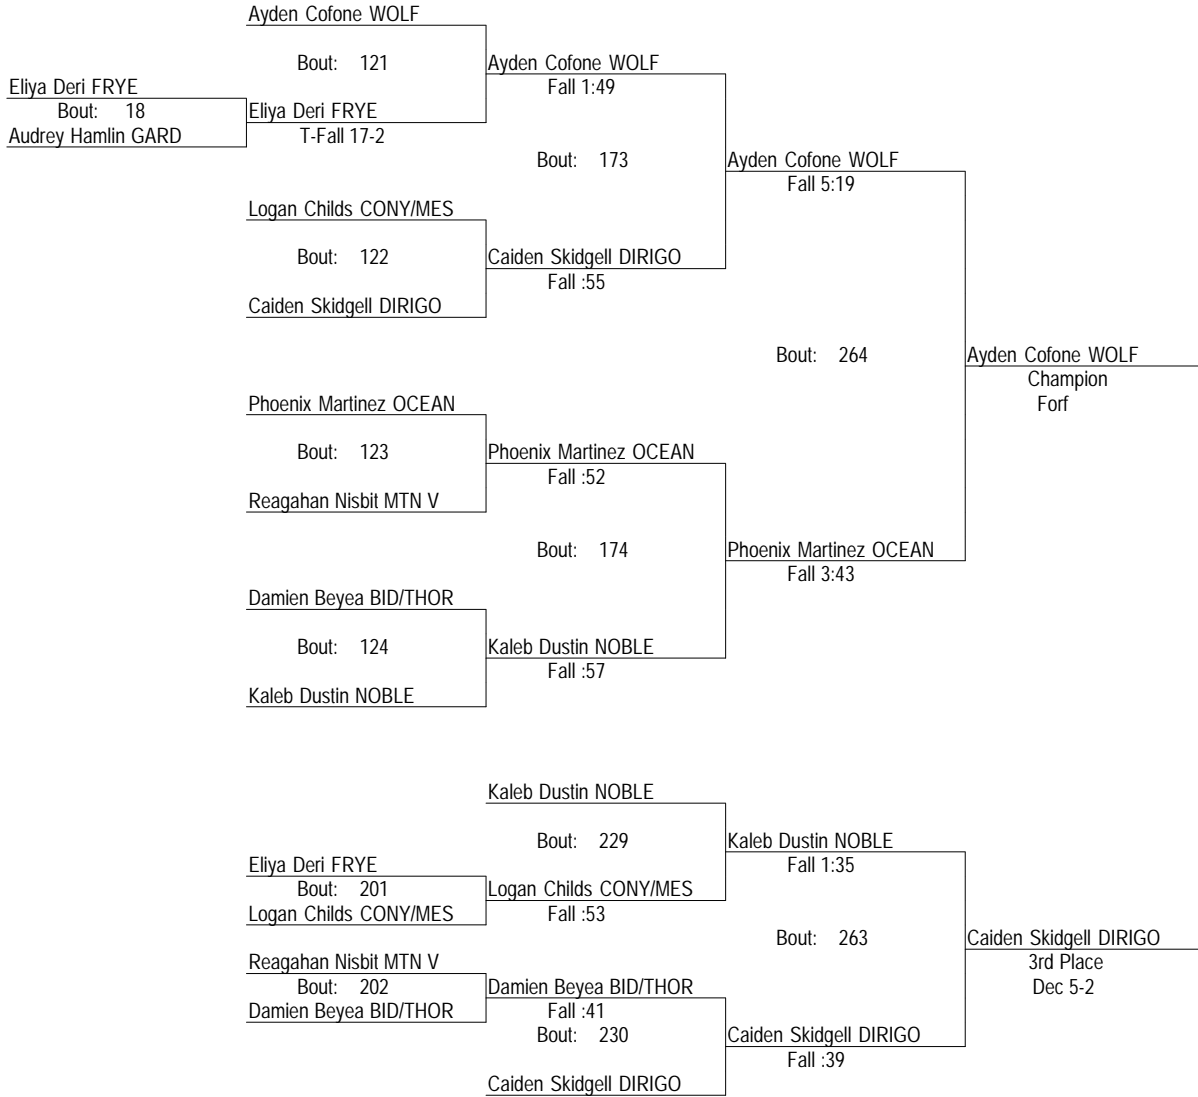 Ayden Cofone WOLF
Bout: 121
Ayden Cofone WOLF
Fall 1:49
Eliya Deri FRYE
Bout: 18
Audrey Hamlin GARD
Eliya Deri FRYE
T-Fall 17-2
Bout: 173
Ayden Cofone WOLF
Fall 5:19
Logan Childs CONY/MES
Bout: 122
Caiden Skidgell DIRIGO
Fall :55
Caiden Skidgell DIRIGO
Bout: 264
Ayden Cofone WOLF
Champion
Forf
Phoenix Martinez OCEAN
Bout: 123
Phoenix Martinez OCEAN
Fall :52
Reagahan Nisbit MTN V
Bout: 174
Phoenix Martinez OCEAN
Fall 3:43
Damien Beyea BID/THOR
Bout: 124
Kaleb Dustin NOBLE
Fall :57
Kaleb Dustin NOBLE
Kaleb Dustin NOBLE
Bout: 229
Kaleb Dustin NOBLE
Fall 1:35
Eliya Deri FRYE
Bout: 201
Logan Childs CONY/MES
Logan Childs CONY/MES
Fall :53
Bout: 263
Caiden Skidgell DIRIGO
3rd Place
Dec 5-2
Reagahan Nisbit MTN V
Bout: 202
Damien Beyea BID/THOR
Damien Beyea BID/THOR
Fall :41
Bout: 230
Caiden Skidgell DIRIGO
Fall :39
Caiden Skidgell DIRIGO